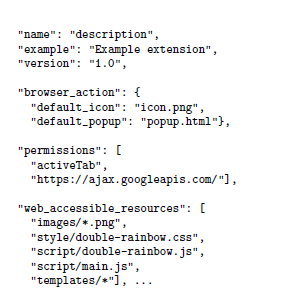 "name": "description",
"example": "Example extension",
"version": "1.0",
"browser_action": {
"default_icon": "icon.png",
"default_popup": "popup.html"},
"permissions": [
"activeTab",
"https://ajax.googleapis.com/"],
"web_accessible_resources": [
"images/*.png",
"style/double-rainbow.css",
"script/double-rainbow.js",
"script/main.js",
"templates/*"], ...